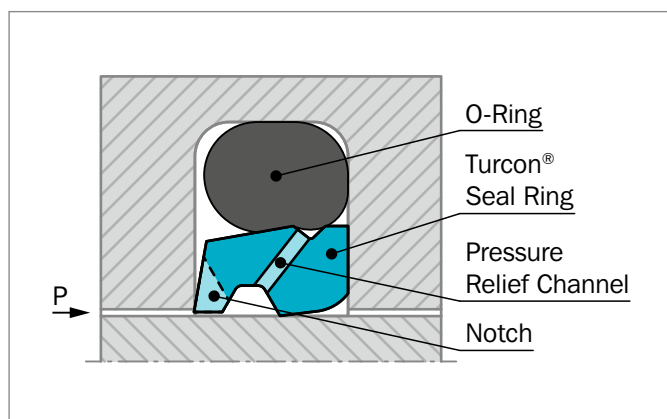 O-Ring
Turcon®
Seal Ring
Pressure
Relief Channel
P
Notch